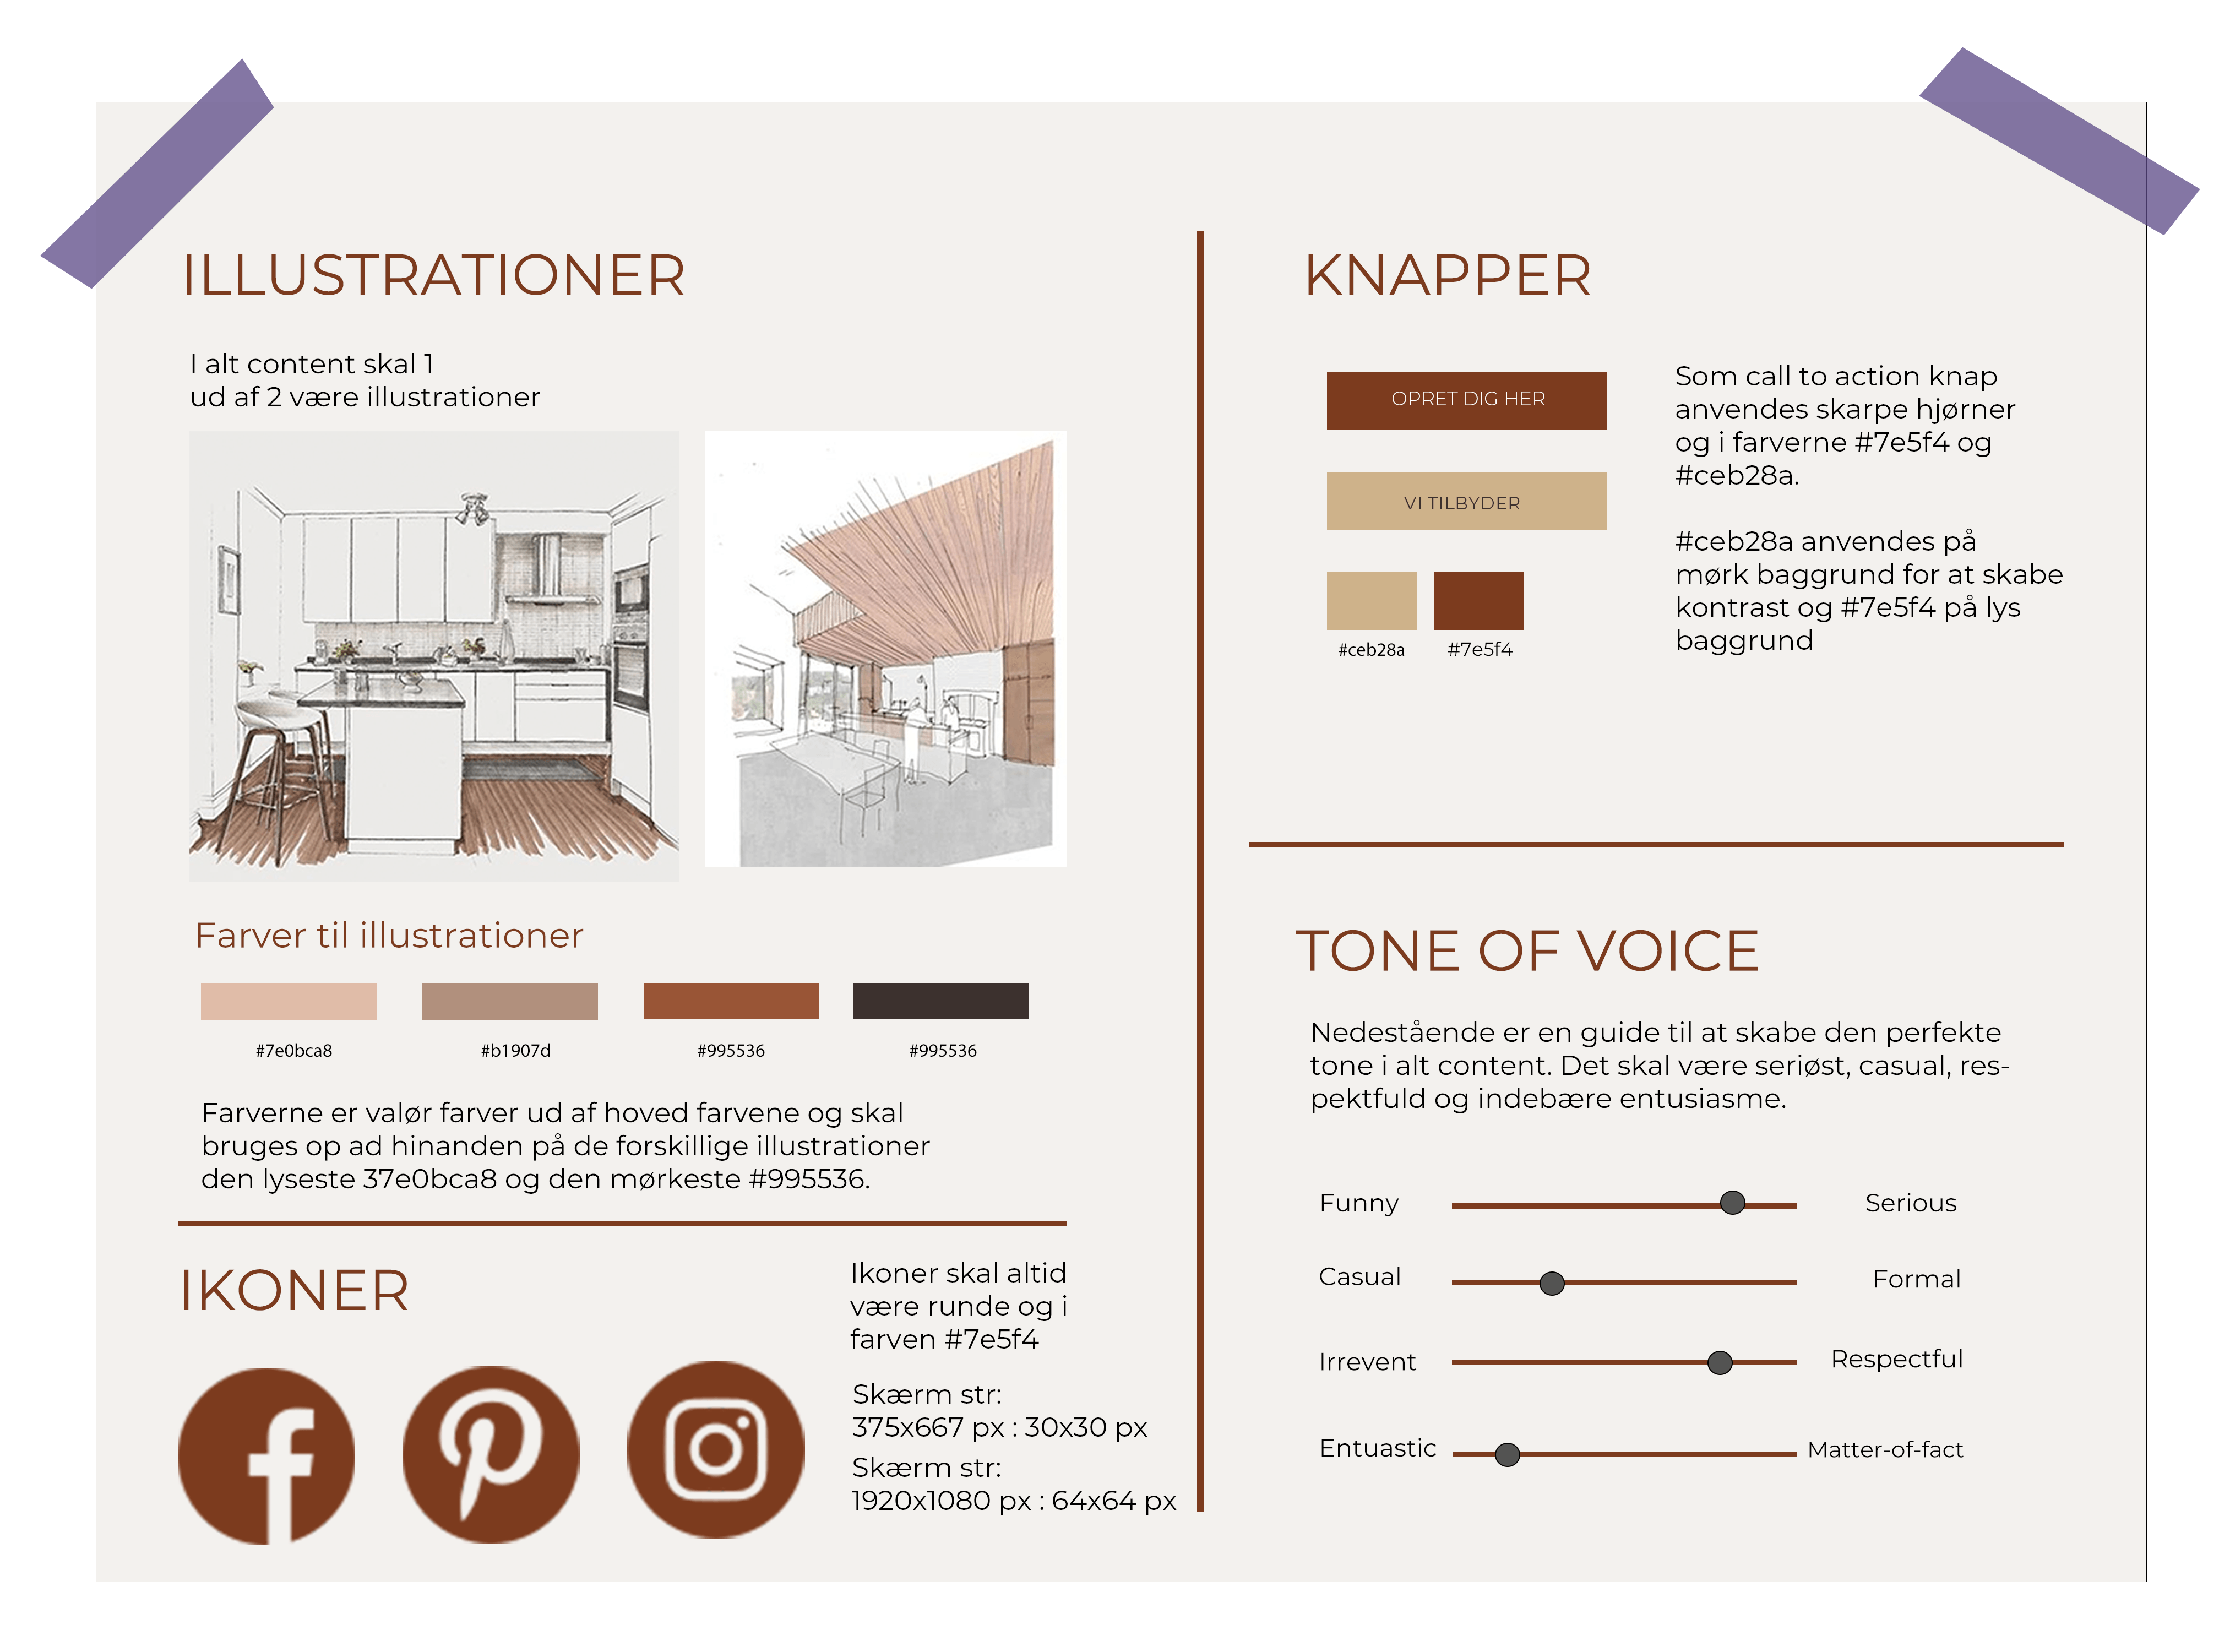 ILLUSTRATIONER
I alt content skal 1
ud af 2 være illustrationer
Farver til illustrationer
#7e0bca8
#b1907d
#995536
#995536
Farverne er valør farver ud af hoved farvene og skal
bruges op ad hinanden på de forskillige illustrationer
den lyseste 37e0bca8 og den mørkeste #995536.
IKONER
Ikoner skal altid
være runde og i
farven #7e5f4
Skærm str:
375x667 px : 30x30 px
Skærm str:
1920x1080 px : 64x64 px
KNAPPER
OPRET DIG HER
VI TILBYDER
#ceb28a
#7e5f4
Som call to action knap
anvendes skarpe hjørner
og i farverne #7e5f4 og
#ceb28a.
#ceb28a anvendes på
mørk baggrund for at skabe
kontrast og #7e5f4 på lys
baggrund
TONE OF VOICE
Nedestående er en guide til at skabe den perfekte
tone i alt content. Det skal være seriøst, casual, res-
pektfuld og indebære entusiasme.
Funny
Serious
Casual
Formal
Irrevent
Respectful
Entuastic
Matter-of-fact